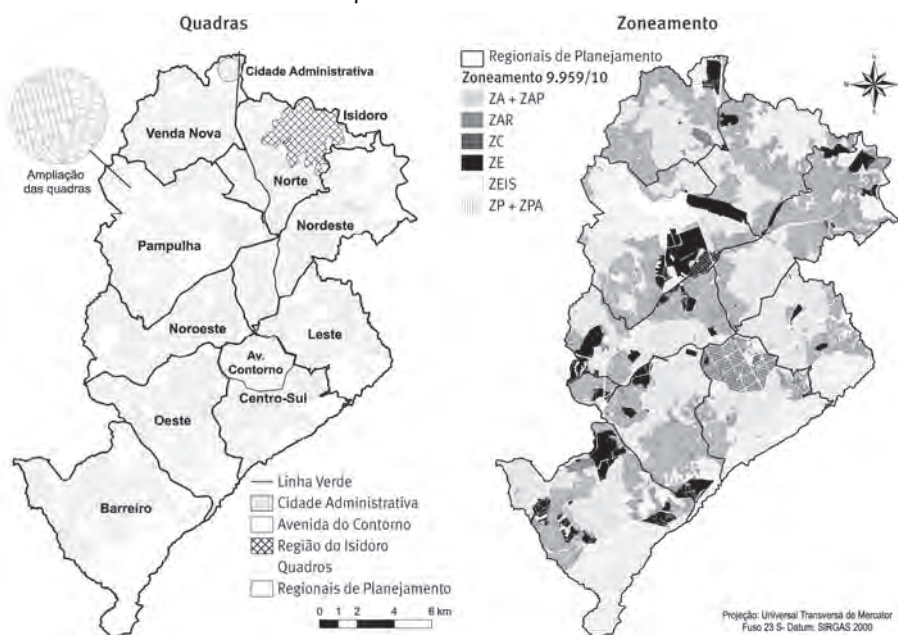 Quadras
Cidade Administrativa
Isidoro
Venda Nova
Ampliação
das quadras
Norte
Nordeste
Pampulha
Noroeste
Leste
Av.
Contorno
Centro-Sul
Oeste
Barreiro
Linha Verde
Cidade Administrativa
Avenida do Contorno
Região do Isidoro
Quadros
Regionais de Planejamento
0 1 2 4 6 km
Zoneamento
Regionais de Planejamento
Zoneamento 9.959/10
ZA + ZAP
ZAR
ZC
ZE
ZEIS
ZP + ZPA
Projeção: Universal Transversa de Mercator
Fuso 23 S- Datum: SIRGAS 2000